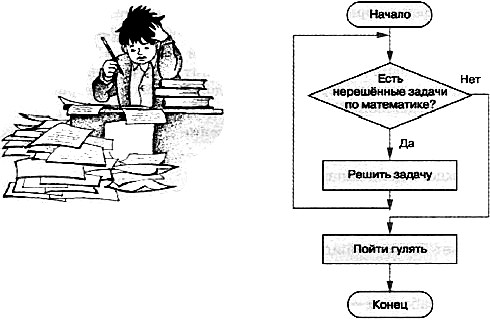 Начало
Есть
нерешённые задачи
по математике?
Нет
Да
Решить задачу
Пойти гулять
Конец